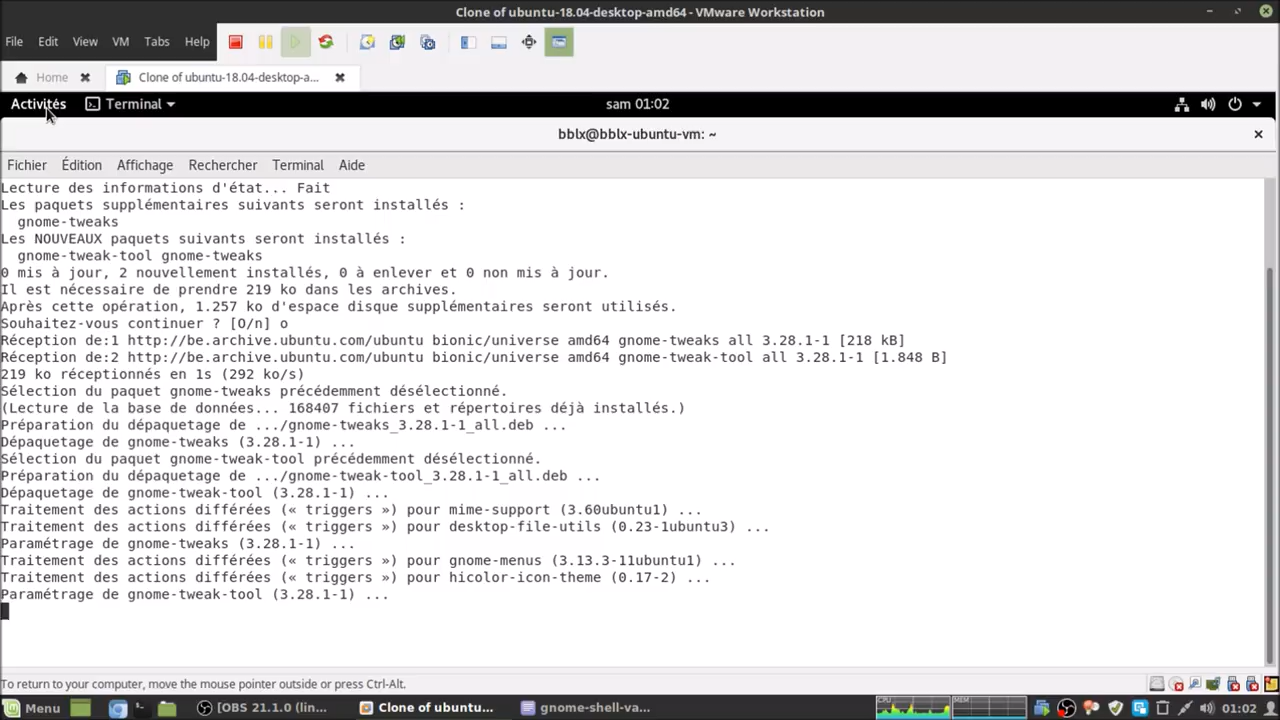 Clone of ubuntu-18.04-desktop-amd64 - VMware Workstation
File Edit View VM Tabs Help
Home Clone of ubuntu-18.04-desktop-a...
Activités Terminal sam 01:02
bblx@bblx-ubuntu-vm: ~
Fichier Édition Affichage Rechercher Terminal Aide
Lecture des informations d'état... Fait
Les paquets supplémentaires suivants seront installés :
gnome-tweaks
Les NOUVEAUX paquets suivants seront installés :
gnome-tweak-tool gnome-tweaks
0 mis à jour, 2 nouvellement installés, 0 à enlever et 0 non mis à jour.
Il est nécessaire de prendre 219 ko dans les archives.
Après cette opération, 1.257 ko d'espace disque supplémentaires seront utilisés.
Souhaitez-vous continuer ? [O/n] o
Réception de:1 http://be.archive.ubuntu.com/ubuntu bionic/universe amd64 gnome-tweaks all 3.28.1-1 [218 kB]
Réception de:2 http://be.archive.ubuntu.com/ubuntu bionic/universe amd64 gnome-tweak-tool all 3.28.1-1 [1.848 B]
219 ko réceptionnés en 1s (292 ko/s)
Sélection du paquet gnome-tweaks précédemment désélectionné.
(Lecture de la base de données... 168407 fichiers et répertoires déjà installés.)
Préparation du dépaquetage de .../gnome-tweaks_3.28.1-1_all.deb ...
Dépaquetage de gnome-tweaks (3.28.1-1) ...
Sélection du paquet gnome-tweak-tool précédemment désélectionné.
Préparation du dépaquetage de .../gnome-tweak-tool_3.28.1-1_all.deb ...
Dépaquetage de gnome-tweak-tool (3.28.1-1) ...
Traitement des actions différées (« triggers ») pour mime-support (3.60ubuntu1) ...
Traitement des actions différées (« triggers ») pour desktop-file-utils (0.23-1ubuntu3) ...
Paramétrage de gnome-tweaks (3.28.1-1) ...
Traitement des actions différées (« triggers ») pour gnome-menus (3.13.3-11ubuntu1) ...
Traitement des actions différées (« triggers ») pour hicolor-icon-theme (0.17-2) ...
Paramétrage de gnome-tweak-tool (3.28.1-1) ...
To return to your computer, move the mouse pointer outside or press Ctrl-Alt.
Menu [OBS 21.1.0 (lin... Clone of ubuntu... gnome-shell-va... CPU MEM 01:02